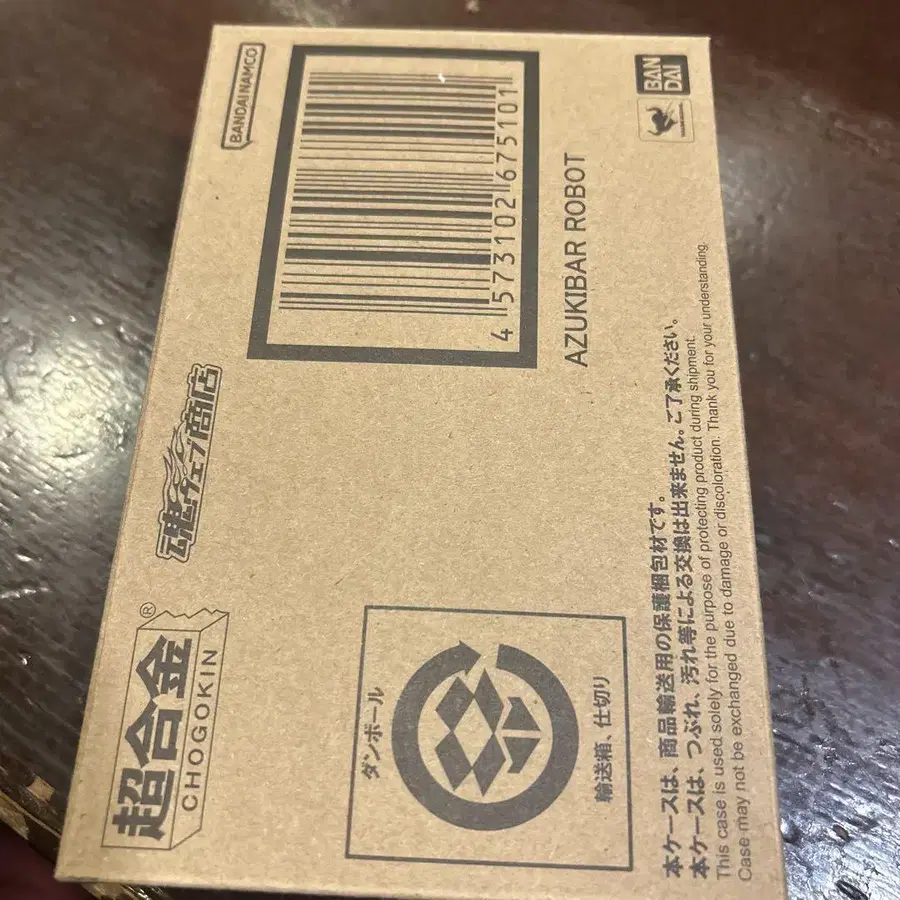 超合金®
CHOGOKIN
魂ウェブ商店
BANDAI NAMCO
4 573102 675101
AZUKIBAR ROBOT
BAN
DAI
ダンボール
輸送箱、仕切り
本ケースは、商品輸送用の保護梱包材です。
本ケースは、つぶれ、汚れ等による交換は出来ません。ご了承ください。
This case is used solely for the purpose of protecting product during shipment.
Case may not be exchanged due to damage or discoloration. Thank you for your understanding.